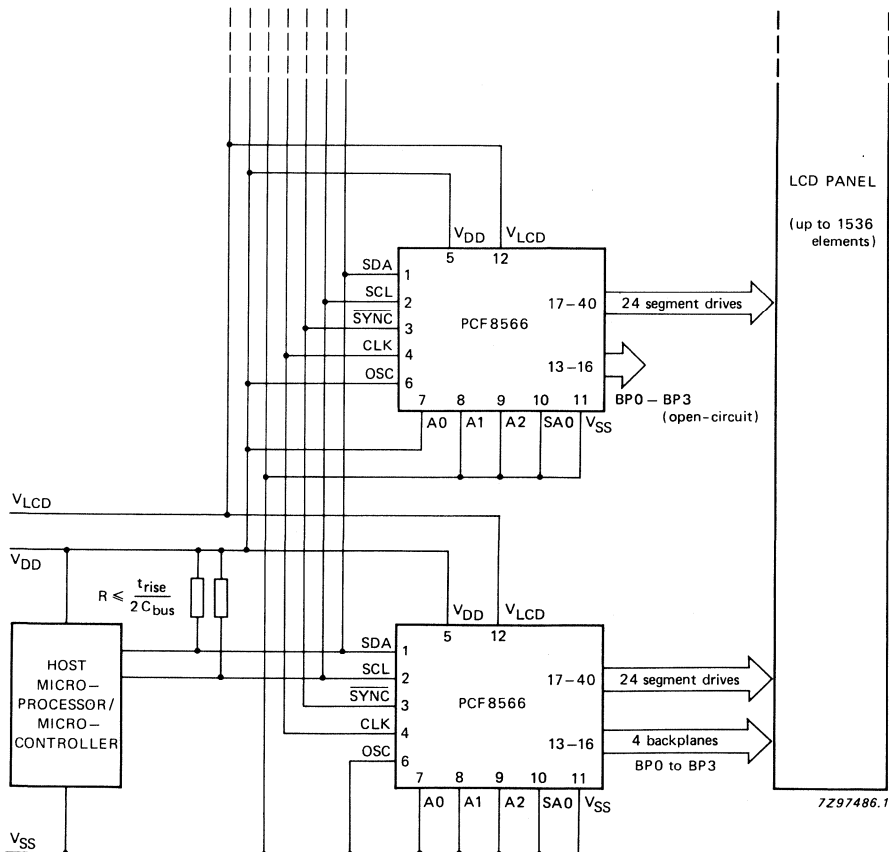 LCD PANEL
(up to 1536
elements)
VDD
VLCD
5
12
SDA
1
SCL
2
SYNC
3
CLK
4
OSC
6
PCF8566
17–40
24 segment drives
13–16
BP0–BP3
(open-circuit)
7
8
9
10
11
A0
A1
A2
SA0
VSS
VLCD
VDD
R ≤ trise
2 Cbus
HOST
MICRO–
PROCESSOR/
MICRO–
CONTROLLER
VSS
VDD
VLCD
5
12
SDA
1
SCL
2
SYNC
3
CLK
4
OSC
6
PCF8566
17–40
24 segment drives
13–16
4 backplanes
BP0 to BP3
7
8
9
10
11
A0
A1
A2
SA0
VSS
7Z97486.1